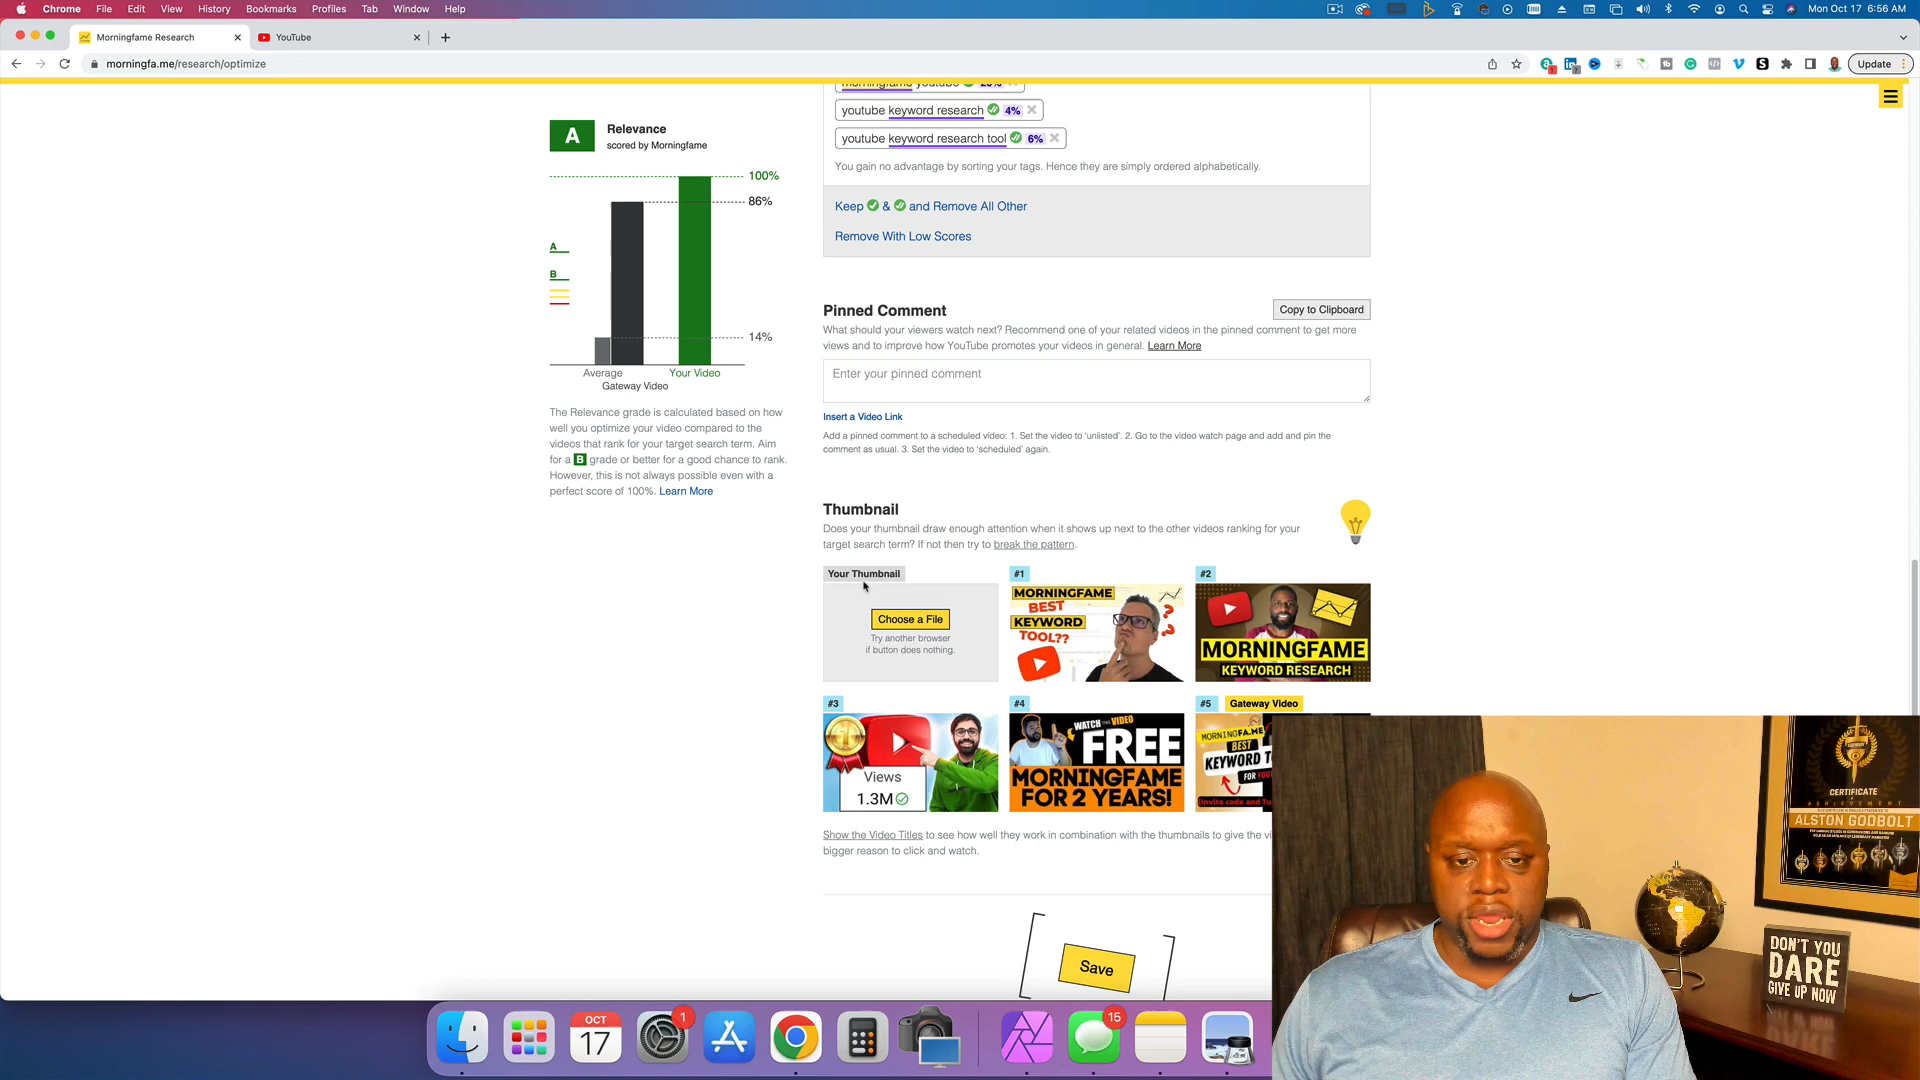 Chrome File Edit View History Bookmarks Profiles Tab Window Help
Mon Oct 17 6:56 AM
Morningfame Research
YouTube
morningfa.me/research/optimize
Update
A
Relevance
scored by Morningfame
100%
86%
A
B
14%
Average
Your Video
Gateway Video
The Relevance grade is calculated based on how
well you optimize your video compared to the
videos that rank for your target search term. Aim
for a B grade or better for a good chance to rank.
However, this is not always possible even with a
perfect score of 100%. Learn More
youtube keyword research 4%
youtube keyword research tool 6%
You gain no advantage by sorting your tags. Hence they are simply ordered alphabetically.
Keep & and Remove All Other
Remove With Low Scores
Pinned Comment
Copy to Clipboard
What should your viewers watch next? Recommend one of your related videos in the pinned comment to get more
views and to improve how YouTube promotes your videos in general. Learn More
Enter your pinned comment
Insert a Video Link
Add a pinned comment to a scheduled video: 1. Set the video to 'unlisted'. 2. Go to the video watch page and add and pin the
comment as usual. 3. Set the video to 'scheduled' again.
Thumbnail
Does your thumbnail draw enough attention when it shows up next to the other videos ranking for your
target search term? If not then try to break the pattern.
Your Thumbnail
Choose a File
Try another browser
if button does nothing.
#1
MORNINGFAME
BEST
KEYWORD
TOOL??
#2
MORNINGFAME
KEYWORD RESEARCH
#3
Views
1.3M
#4
WATCH THIS VIDEO
FREE
MORNINGFAME
FOR 2 YEARS!
#5 Gateway Video
MORNINGFA.ME
BEST
KEYWORD
Show the Video Titles to see how well they work in combination with the thumbnails to give the
bigger reason to click and watch.
Save
OCT
17
1
15
CERTIFICATE
ALSTON GODBOLT
DON'T YOU
DARE
GIVE UP NOW